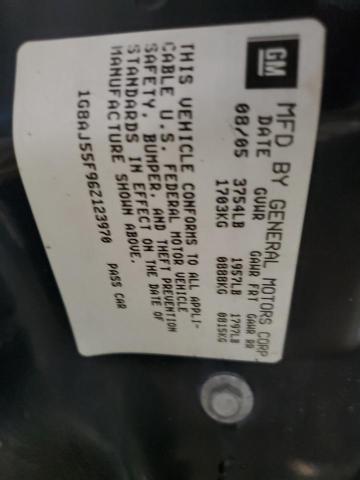 GM
MFD BY GENERAL MOTORS CORP
DATE GVWR GAWR FRT GAWR RR
08/05 3754LB 1957LB 1797LB
1703KG 0888KG 0815KG
THIS VEHICLE CONFORMS TO ALL APPLI-
CABLE U.S. FEDERAL MOTOR VEHICLE
SAFETY, BUMPER, AND THEFT PREVENTION
STANDARDS IN EFFECT ON THE DATE OF
MANUFACTURE SHOWN ABOVE.
1G8AJ55F96Z123970 PASS CAR